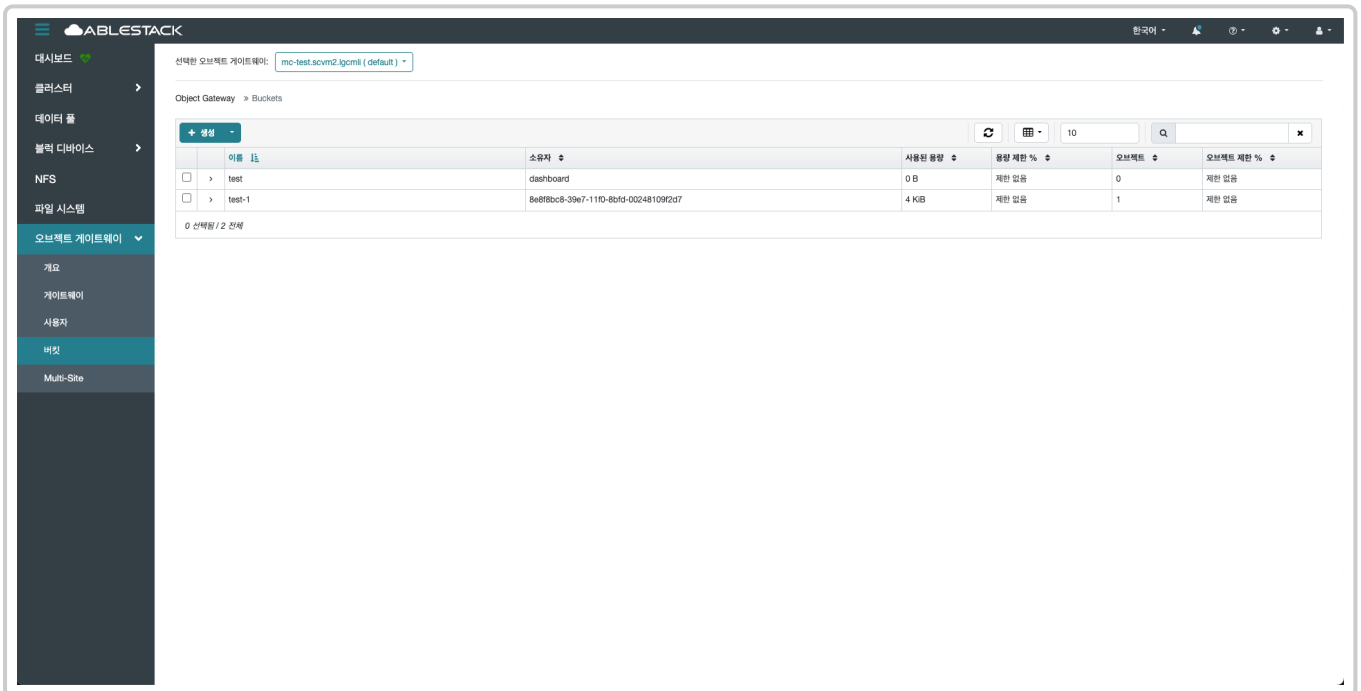 ABLESTACK
한국어
대시보드
클러스터
데이터 풀
블럭 디바이스
NFS
파일 시스템
오브젝트 게이트웨이
개요
게이트웨이
사용자
버킷
Multi-Site
선택한 오브젝트 게이트웨이: mc-test.scvm2.lgcmli ( default )
Object Gateway » Buckets
+ 생성 10
이름 소유자 사용된 용량 용량 제한 % 오브젝트 오브젝트 제한 %
test dashboard 0 B 제한 없음 0 제한 없음
test-1 8e8f8bc8-39e7-11f0-8bfd-00248109f2d7 4 KiB 제한 없음 1 제한 없음
0 선택됨 / 2 전체